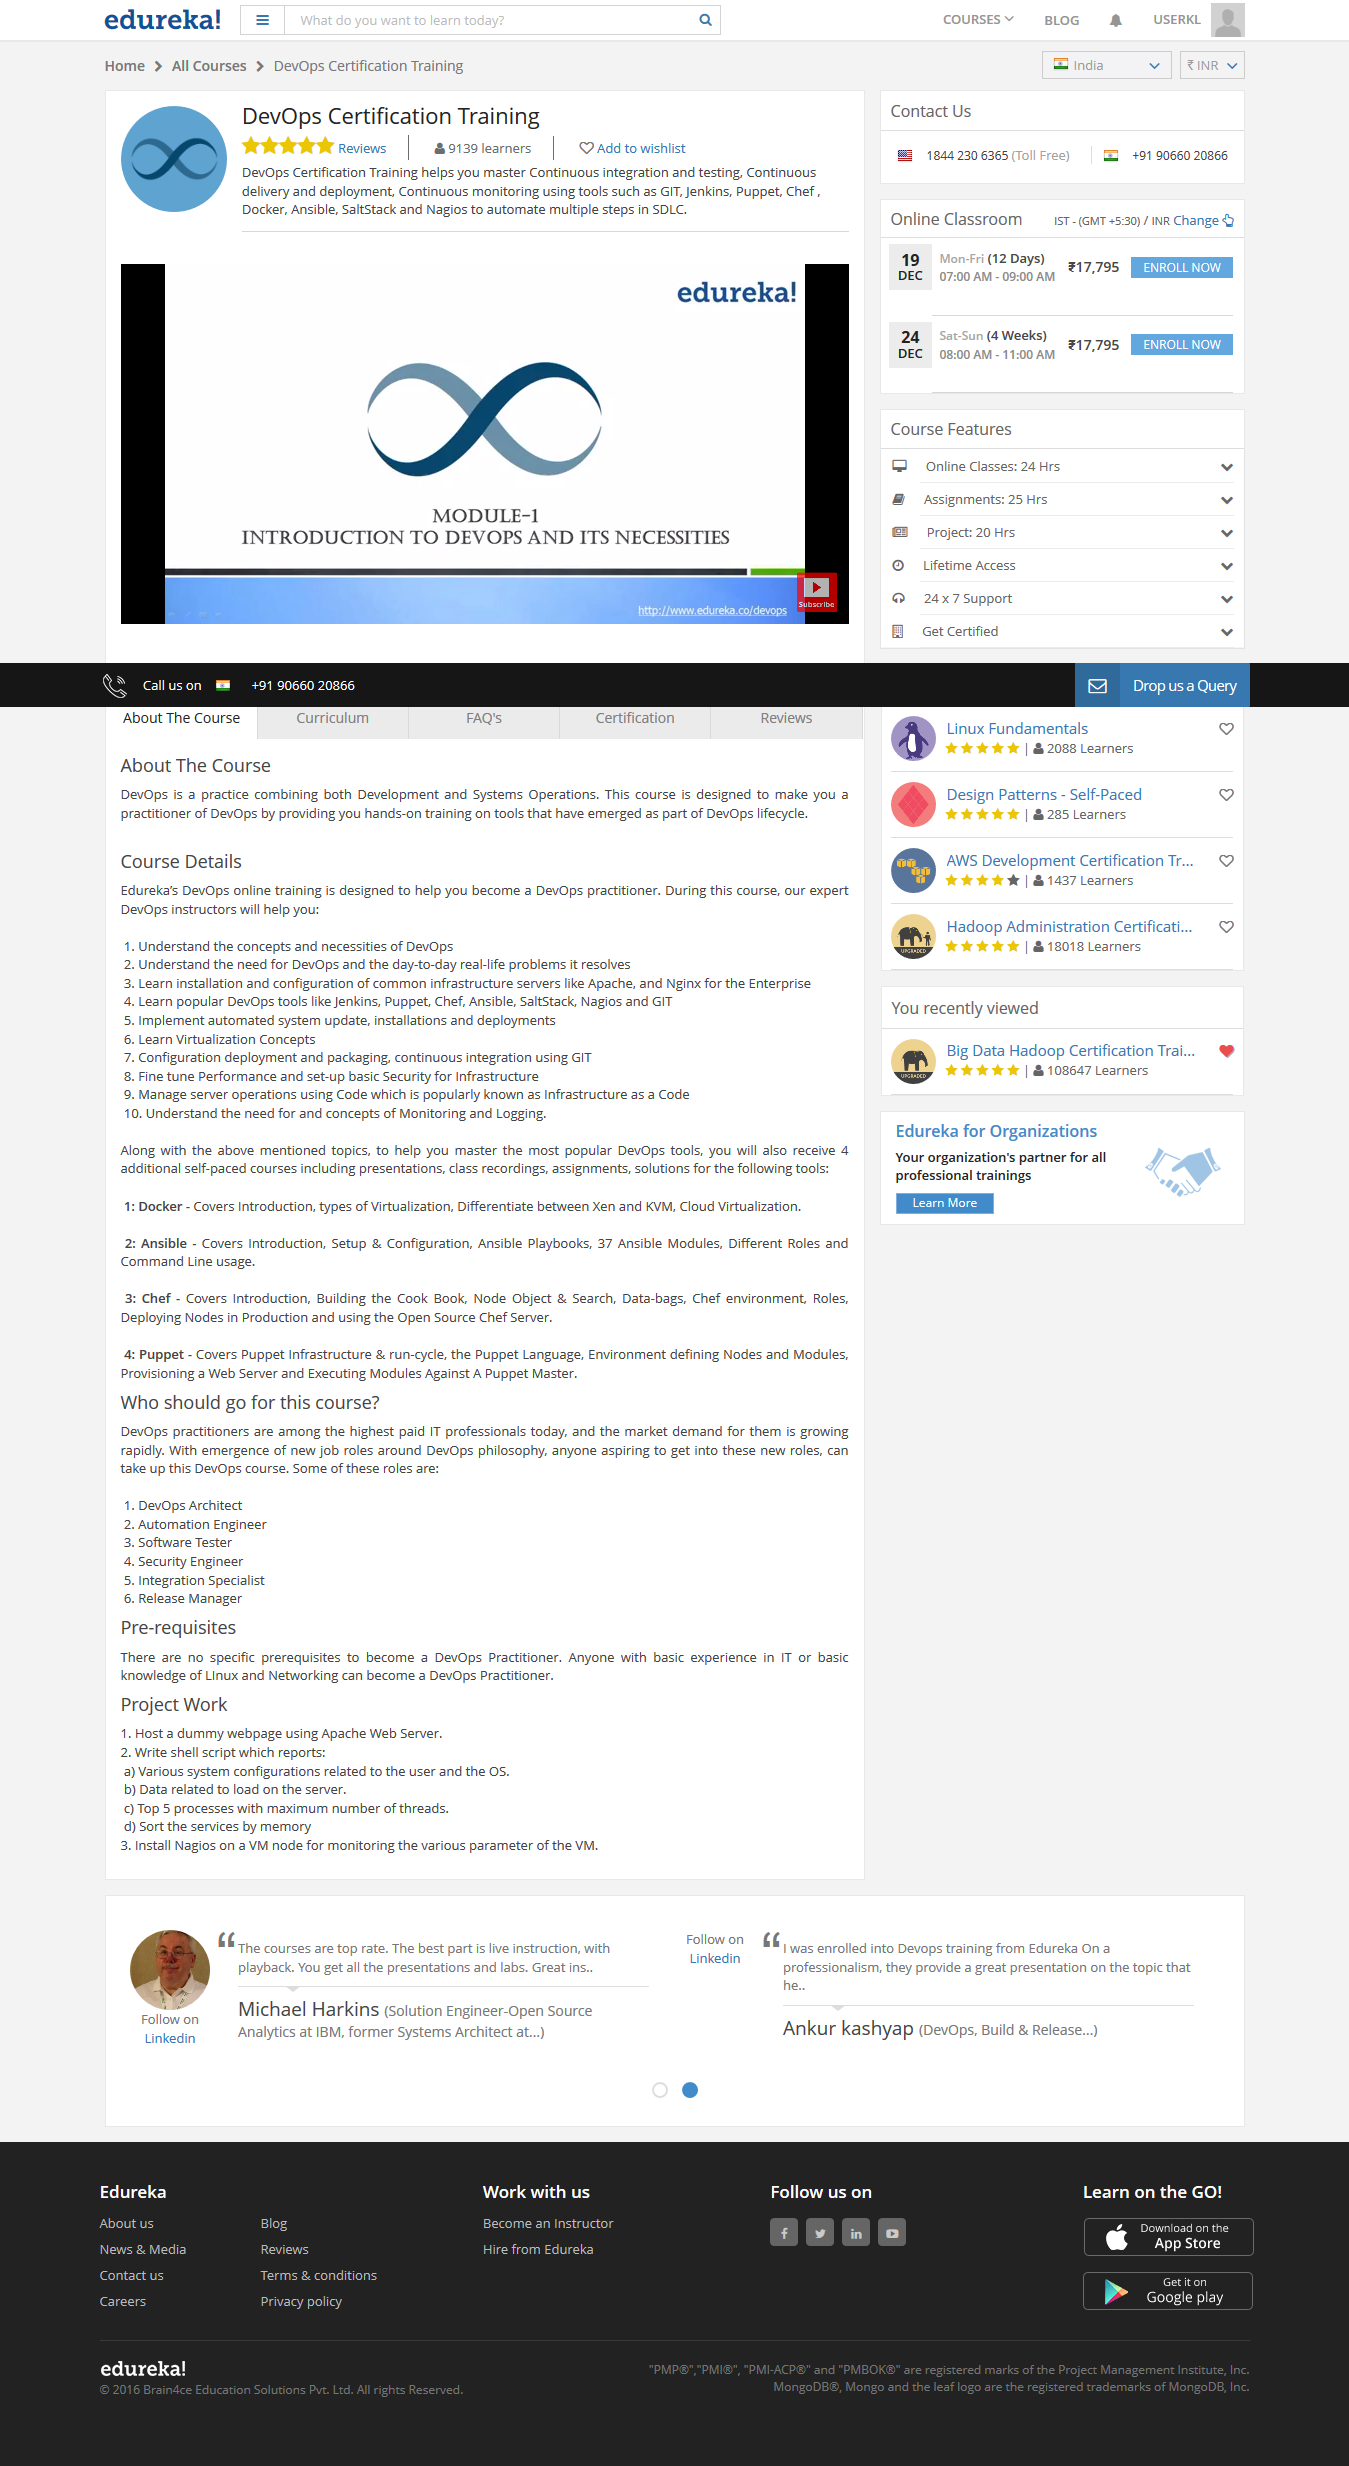 edureka!
What do you want to learn today?
COURSES
BLOG
USERKL
Home > All Courses > DevOps Certification Training
India
₹ INR
DevOps Certification Training
Reviews
9139 learners
Add to wishlist
DevOps Certification Training helps you master Continuous integration and testing, Continuous
delivery and deployment, Continuous monitoring using tools such as GIT, Jenkins, Puppet, Chef ,
Docker, Ansible, SaltStack and Nagios to automate multiple steps in SDLC.
edureka!
MODULE-1
INTRODUCTION TO DEVOPS AND ITS NECESSITIES
Subscribe
http://www.edureka.co/devops
Contact Us
1844 230 6365 (Toll Free)
+91 90660 20866
Online Classroom
IST - (GMT +5:30) / INR Change
19
DEC
Mon-Fri (12 Days)
07:00 AM - 09:00 AM
₹17,795
ENROLL NOW
24
DEC
Sat-Sun (4 Weeks)
08:00 AM - 11:00 AM
₹17,795
ENROLL NOW
Course Features
Online Classes: 24 Hrs
Assignments: 25 Hrs
Project: 20 Hrs
Lifetime Access
24 x 7 Support
Get Certified
Call us on
+91 90660 20866
Drop us a Query
About The Course
Curriculum
FAQ's
Certification
Reviews
About The Course
DevOps is a practice combining both Development and Systems Operations. This course is designed to make you a
practitioner of DevOps by providing you hands-on training on tools that have emerged as part of DevOps lifecycle.
Course Details
Edureka's DevOps online training is designed to help you become a DevOps practitioner. During this course, our expert
DevOps instructors will help you:
1. Understand the concepts and necessities of DevOps
2. Understand the need for DevOps and the day-to-day real-life problems it resolves
3. Learn installation and configuration of common infrastructure servers like Apache, and Nginx for the Enterprise
4. Learn popular DevOps tools like Jenkins, Puppet, Chef, Ansible, SaltStack, Nagios and GIT
5. Implement automated system update, installations and deployments
6. Learn Virtualization Concepts
7. Configuration deployment and packaging, continuous integration using GIT
8. Fine tune Performance and set-up basic Security for Infrastructure
9. Manage server operations using Code which is popularly known as Infrastructure as a Code
10. Understand the need for and concepts of Monitoring and Logging.
Along with the above mentioned topics, to help you master the most popular DevOps tools, you will also receive 4
additional self-paced courses including presentations, class recordings, assignments, solutions for the following tools:
1: Docker - Covers Introduction, types of Virtualization, Differentiate between Xen and KVM, Cloud Virtualization.
2: Ansible - Covers Introduction, Setup & Configuration, Ansible Playbooks, 37 Ansible Modules, Different Roles and
Command Line usage.
3: Chef - Covers Introduction, Building the Cook Book, Node Object & Search, Data-bags, Chef environment, Roles,
Deploying Nodes in Production and using the Open Source Chef Server.
4: Puppet - Covers Puppet Infrastructure & run-cycle, the Puppet Language, Environment defining Nodes and Modules,
Provisioning a Web Server and Executing Modules Against A Puppet Master.
Who should go for this course?
DevOps practitioners are among the highest paid IT professionals today, and the market demand for them is growing
rapidly. With emergence of new job roles around DevOps philosophy, anyone aspiring to get into these new roles, can
take up this DevOps course. Some of these roles are:
1. DevOps Architect
2. Automation Engineer
3. Software Tester
4. Security Engineer
5. Integration Specialist
6. Release Manager
Pre-requisites
There are no specific prerequisites to become a DevOps Practitioner. Anyone with basic experience in IT or basic
knowledge of LInux and Networking can become a DevOps Practitioner.
Project Work
1. Host a dummy webpage using Apache Web Server.
2. Write shell script which reports:
a) Various system configurations related to the user and the OS.
b) Data related to load on the server.
c) Top 5 processes with maximum number of threads.
d) Sort the services by memory
3. Install Nagios on a VM node for monitoring the various parameter of the VM.
Linux Fundamentals
| 2088 Learners
Design Patterns - Self-Paced
| 285 Learners
AWS Development Certification Tr...
| 1437 Learners
Hadoop Administration Certificati...
UPGRADED
| 18018 Learners
You recently viewed
Big Data Hadoop Certification Trai...
UPGRADED
| 108647 Learners
Edureka for Organizations
Your organization's partner for all
professional trainings
Learn More
“ The courses are top rate. The best part is live instruction, with
playback. You get all the presentations and labs. Great ins..
Michael Harkins (Solution Engineer-Open Source
Analytics at IBM, former Systems Architect at...)
Follow on
Linkedin
Follow on
Linkedin
“ I was enrolled into Devops training from Edureka On a
professionalism, they provide a great presentation on the topic that
he..
Ankur kashyap (DevOps, Build & Release...)
Edureka
About us
News & Media
Contact us
Careers
Blog
Reviews
Terms & conditions
Privacy policy
Work with us
Become an Instructor
Hire from Edureka
Follow us on
Learn on the GO!
Download on the
App Store
Get it on
Google play
edureka!
© 2016 Brain4ce Education Solutions Pvt. Ltd. All rights Reserved.
"PMP®","PMI®", "PMI-ACP®" and "PMBOK®" are registered marks of the Project Management Institute, Inc.
MongoDB®, Mongo and the leaf logo are the registered trademarks of MongoDB, Inc.